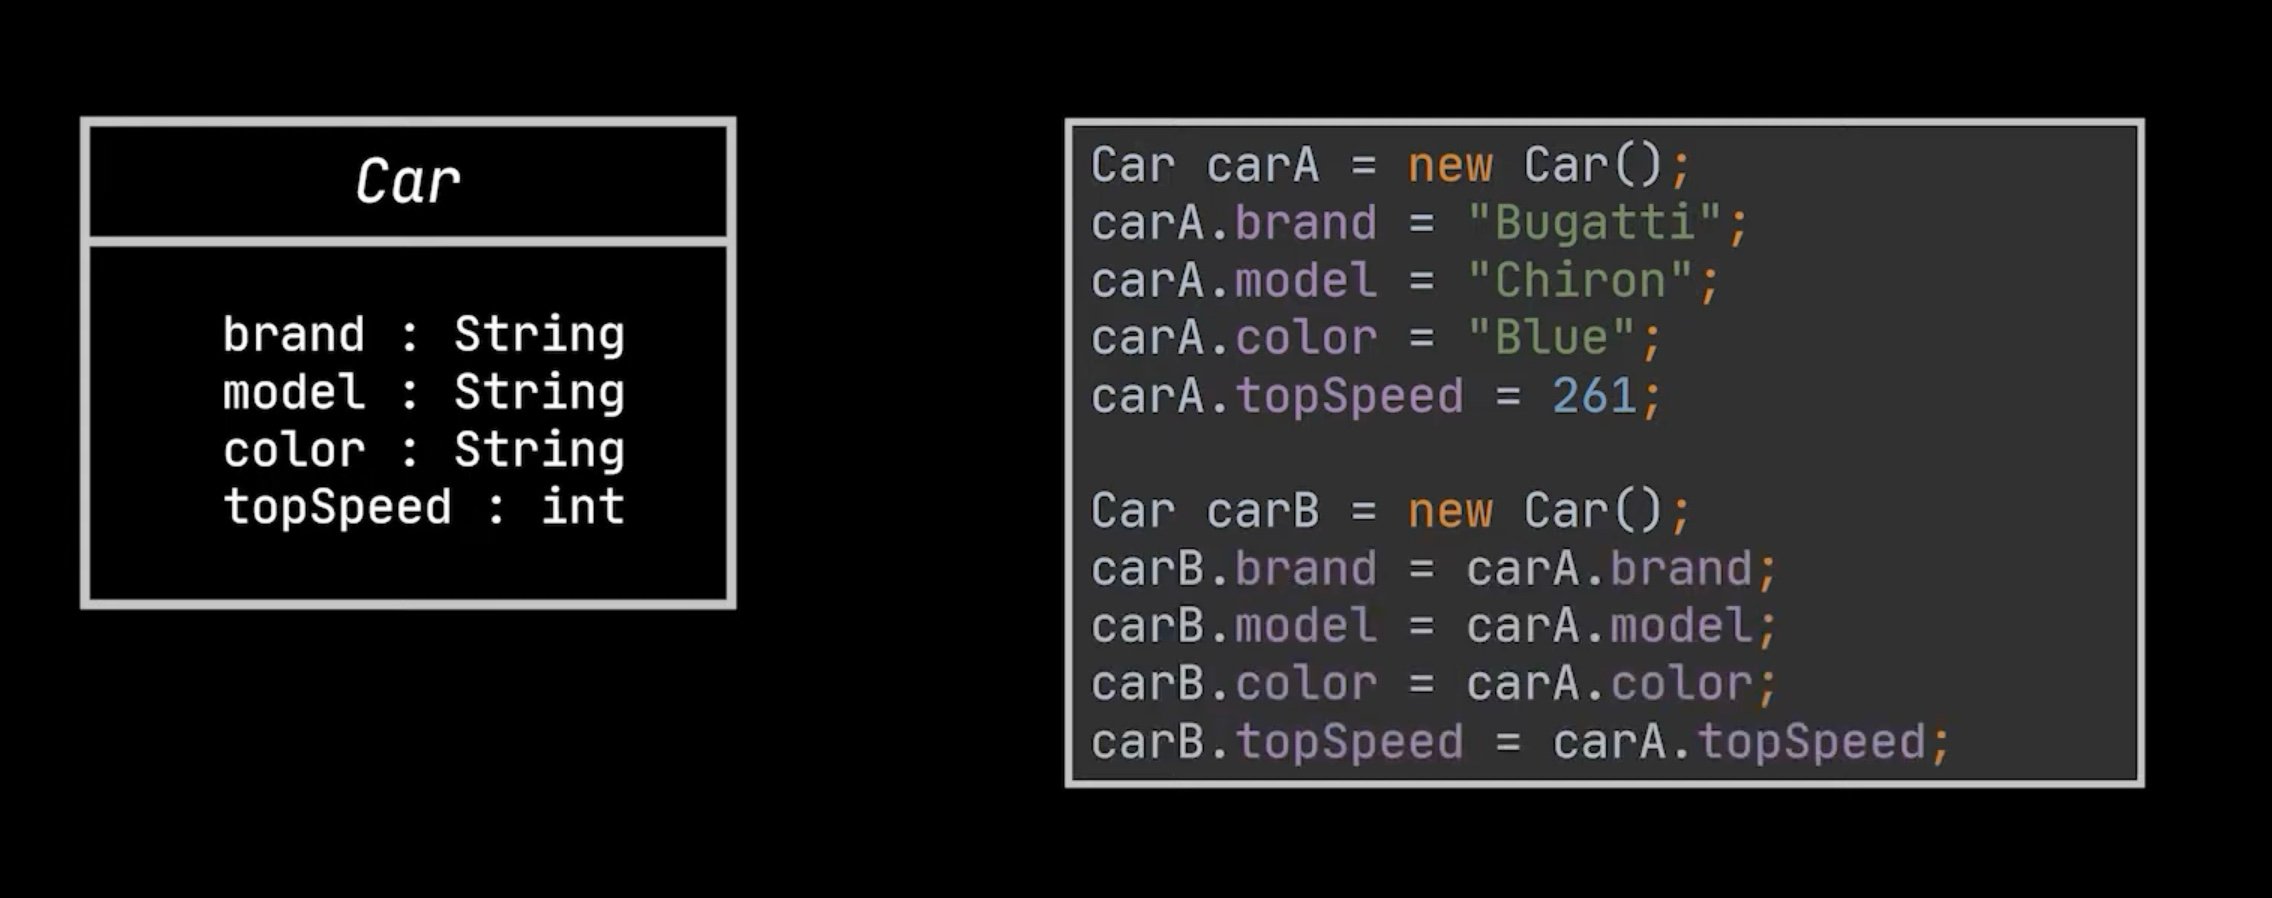 Car
brand : String
model : String
color : String
topSpeed : int
Car carA = new Car();
carA.brand = "Bugatti";
carA.model = "Chiron";
carA.color = "Blue";
carA.topSpeed = 261;
Car carB = new Car();
carB.brand = carA.brand;
carB.model = carA.model;
carB.color = carA.color;
carB.topSpeed = carA.topSpeed;